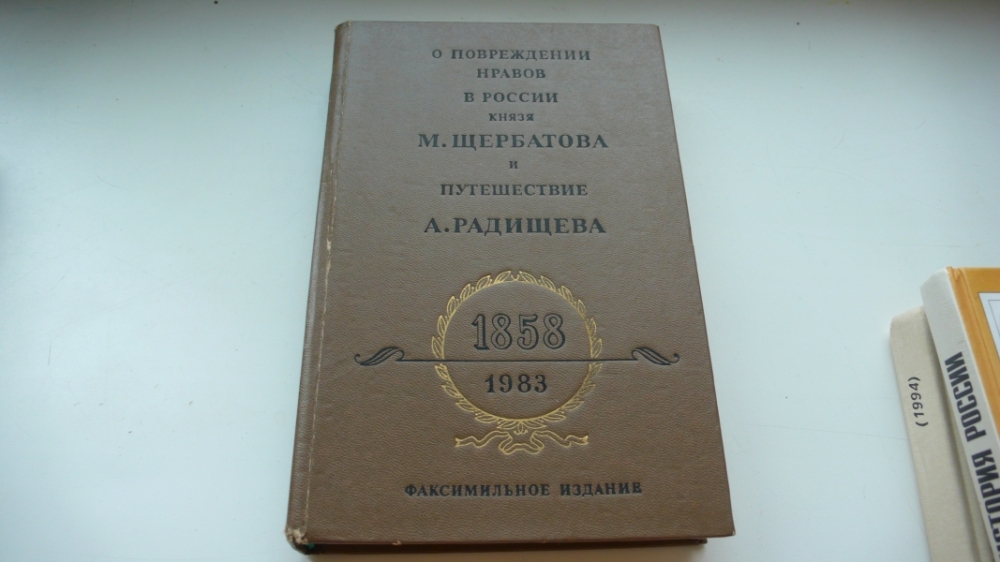 О ПОВРЕЖДЕНИИ
НРАВОВ
В РОССИИ
КНЯЗЯ
М. ЩЕРБАТОВА
И
ПУТЕШЕСТВИЕ
А. РАДИЩЕВА
1858
1983
ФАКСИМИЛЬНОЕ ИЗДАНИЕ
(1994)
ИСТОРИЯ РОССИИ